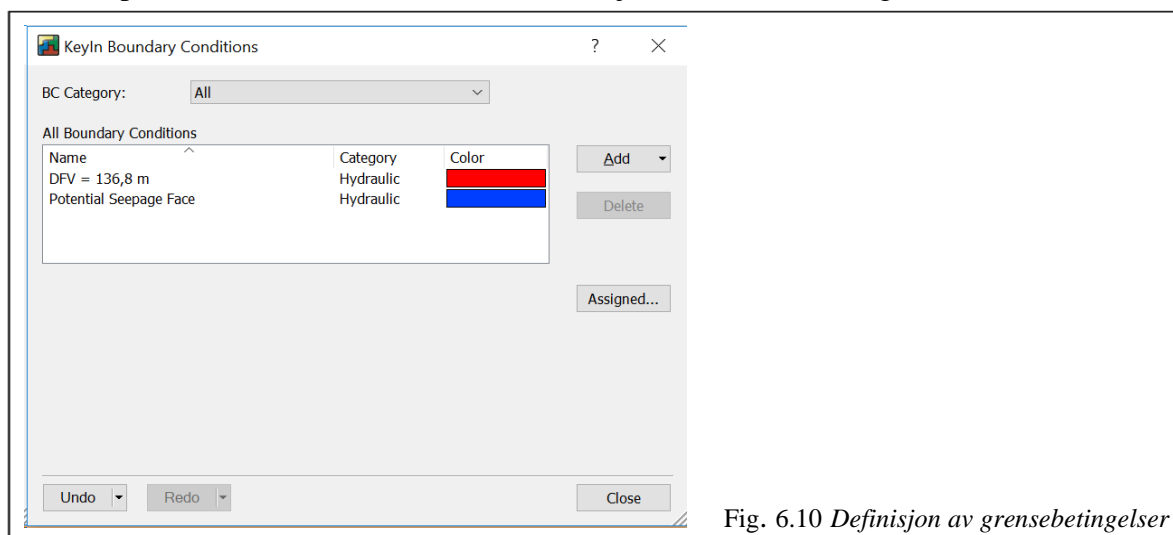 KeyIn Boundary Conditions ?
BC Category: All
All Boundary Conditions
Name Category Color
DFV = 136,8 m Hydraulic
Potential Seepage Face Hydraulic
Add
Delete
Assigned...
Undo Redo Close
Fig. 6.10 Definisjon av grensebetingelser